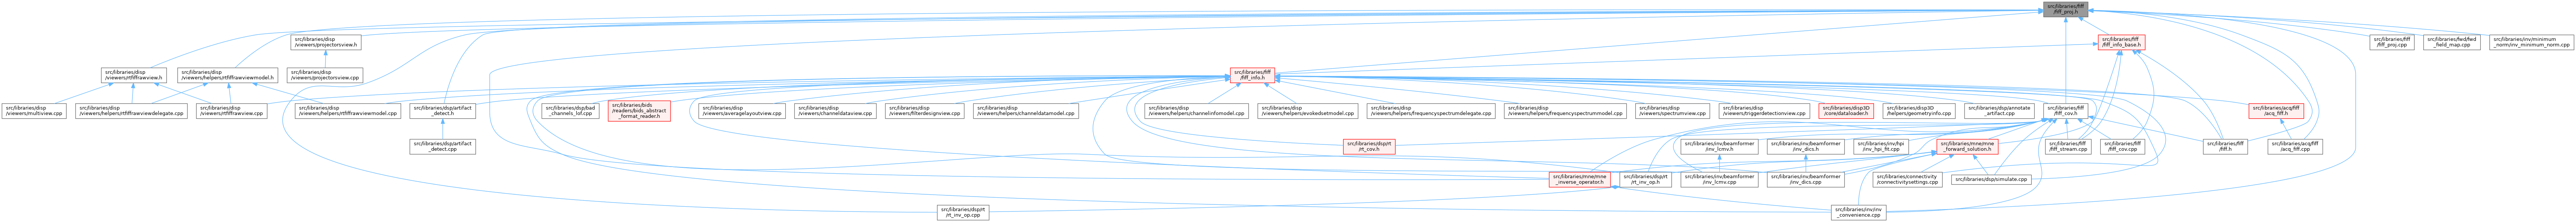 src/libraries/fiff
/fiff_proj.h
src/libraries/disp
/viewers/projectorsview.h
src/libraries/fiff
/fiff_info_base.h
src/libraries/fiff
/fiff_proj.cpp
src/libraries/fwd/fwd
_field_map.cpp
src/libraries/inv/minimum
_norm/inv_minimum_norm.cpp
src/libraries/disp
/viewers/rtfiffrawview.h
src/libraries/disp
/viewers/helpers/rtfiffrawviewmodel.h
src/libraries/disp
/viewers/projectorsview.cpp
src/libraries/fiff
/fiff_info.h
src/libraries/disp
/viewers/multiview.cpp
src/libraries/disp
/viewers/helpers/rtfiffrawviewdelegate.cpp
src/libraries/disp
/viewers/rtfiffrawview.cpp
src/libraries/disp
/viewers/helpers/rtfiffrawviewmodel.cpp
src/libraries/dsp/artifact
_detect.h
src/libraries/dsp/bad
_channels_lof.cpp
src/libraries/bids
/readers/bids_abstract
_format_reader.h
src/libraries/disp
/viewers/averagelayoutview.cpp
src/libraries/disp
/viewers/channeldataview.cpp
src/libraries/disp
/viewers/filterdesignview.cpp
src/libraries/disp
/viewers/helpers/channeldatamodel.cpp
src/libraries/disp
/viewers/helpers/channelinfomodel.cpp
src/libraries/disp
/viewers/helpers/evokedsetmodel.cpp
src/libraries/disp
/viewers/helpers/frequencyspectrumdelegate.cpp
src/libraries/disp
/viewers/helpers/frequencyspectrummodel.cpp
src/libraries/disp
/viewers/spectrumview.cpp
src/libraries/disp
/viewers/triggerdetectionview.cpp
src/libraries/disp3D
/core/dataloader.h
src/libraries/disp3D
/helpers/geometryinfo.cpp
src/libraries/dsp/annotate
_artifact.cpp
src/libraries/fiff
/fiff_cov.h
src/libraries/acq/fiff
/acq_fiff.h
src/libraries/dsp/artifact
_detect.cpp
src/libraries/dsp/rt
/rt_cov.h
src/libraries/inv/beamformer
/inv_lcmv.h
src/libraries/inv/beamformer
/inv_dics.h
src/libraries/inv/hpi
/inv_hpi_fit.cpp
src/libraries/mne/mne
_forward_solution.h
src/libraries/fiff
/fiff_stream.cpp
src/libraries/fiff
/fiff_cov.cpp
src/libraries/fiff
/fiff.h
src/libraries/acq/fiff
/acq_fiff.cpp
src/libraries/mne/mne
_inverse_operator.h
src/libraries/dsp/rt
/rt_inv_op.h
src/libraries/inv/beamformer
/inv_lcmv.cpp
src/libraries/inv/beamformer
/inv_dics.cpp
src/libraries/connectivity
/connectivitysettings.cpp
src/libraries/dsp/simulate.cpp
src/libraries/dsp/rt
/rt_inv_op.cpp
src/libraries/inv/inv
_convenience.cpp